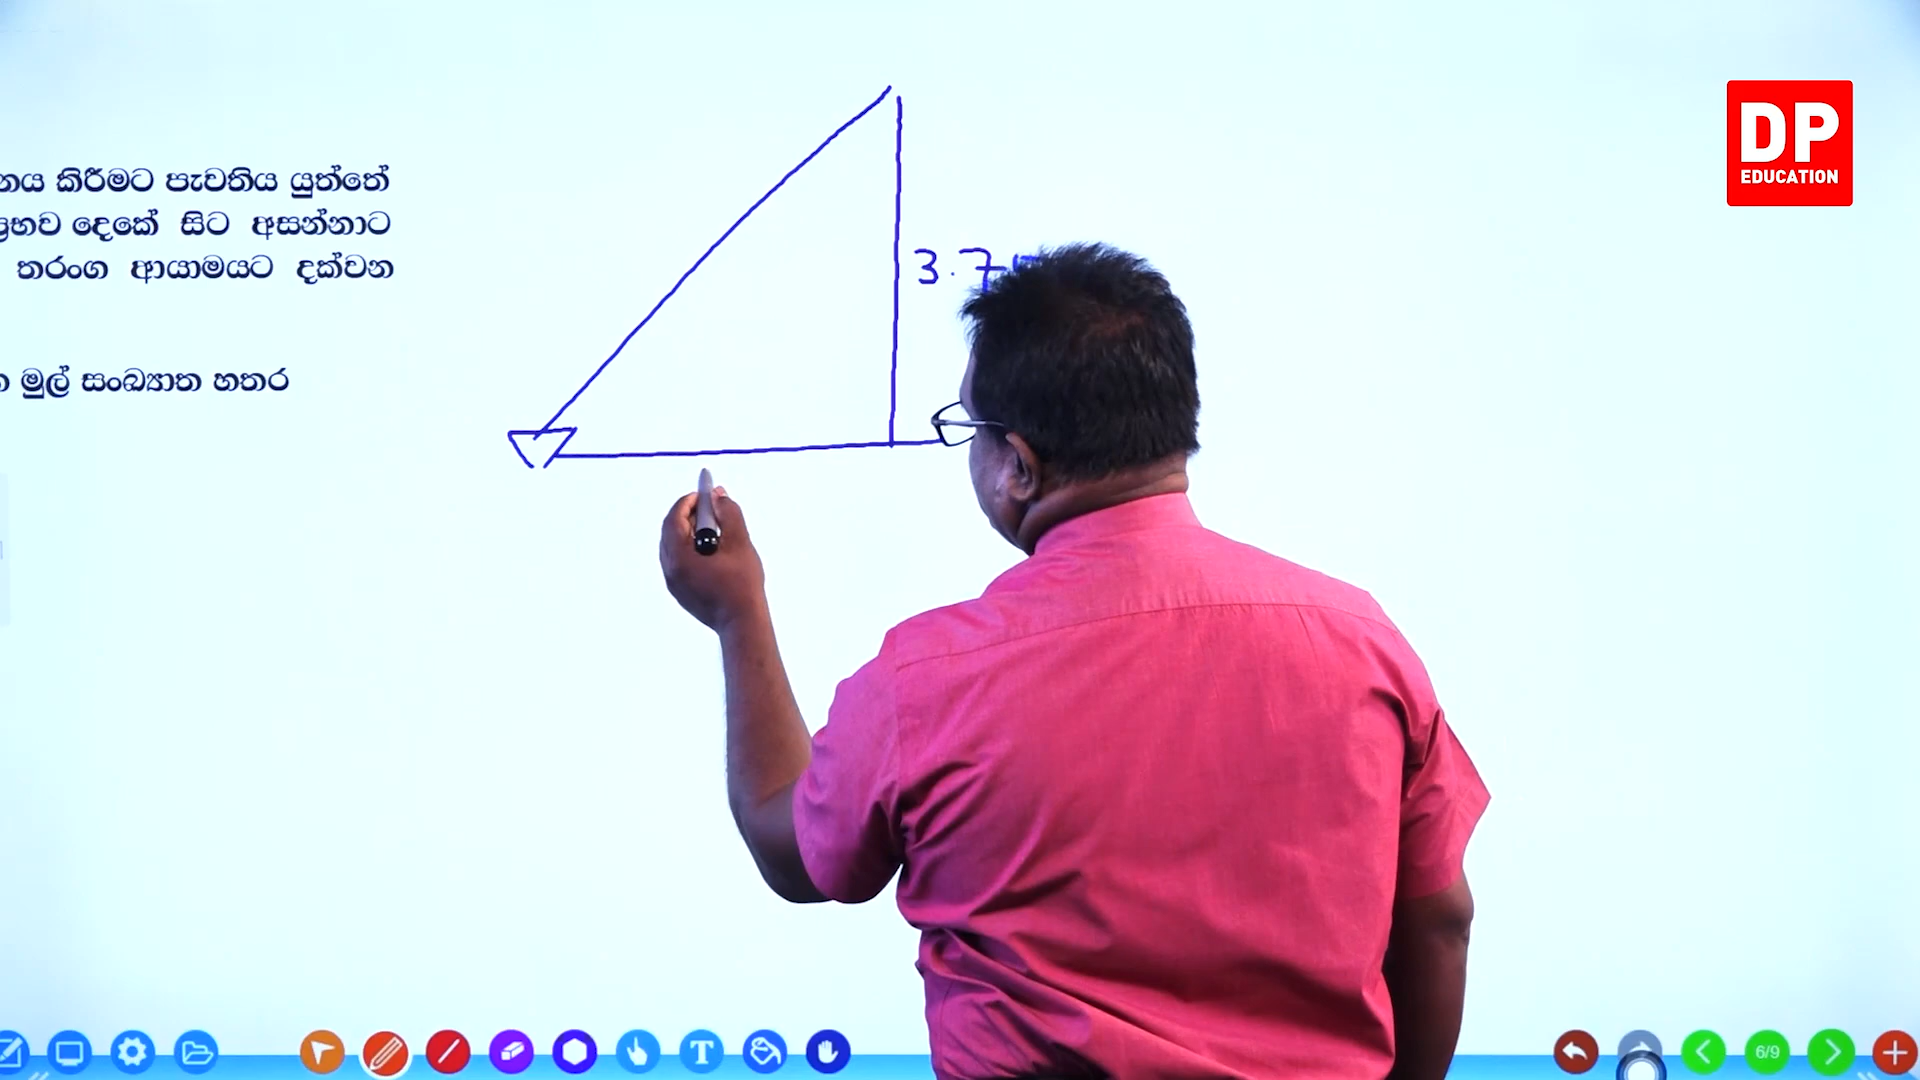 කිරීමට පැවතිය යුත්තේ
දෙකේ සිට අසන්නාට
තරංග ආයාමයට දක්වන
මුල් සංඛ්‍යාත හතර
3.7
DP
EDUCATION
T
6/9